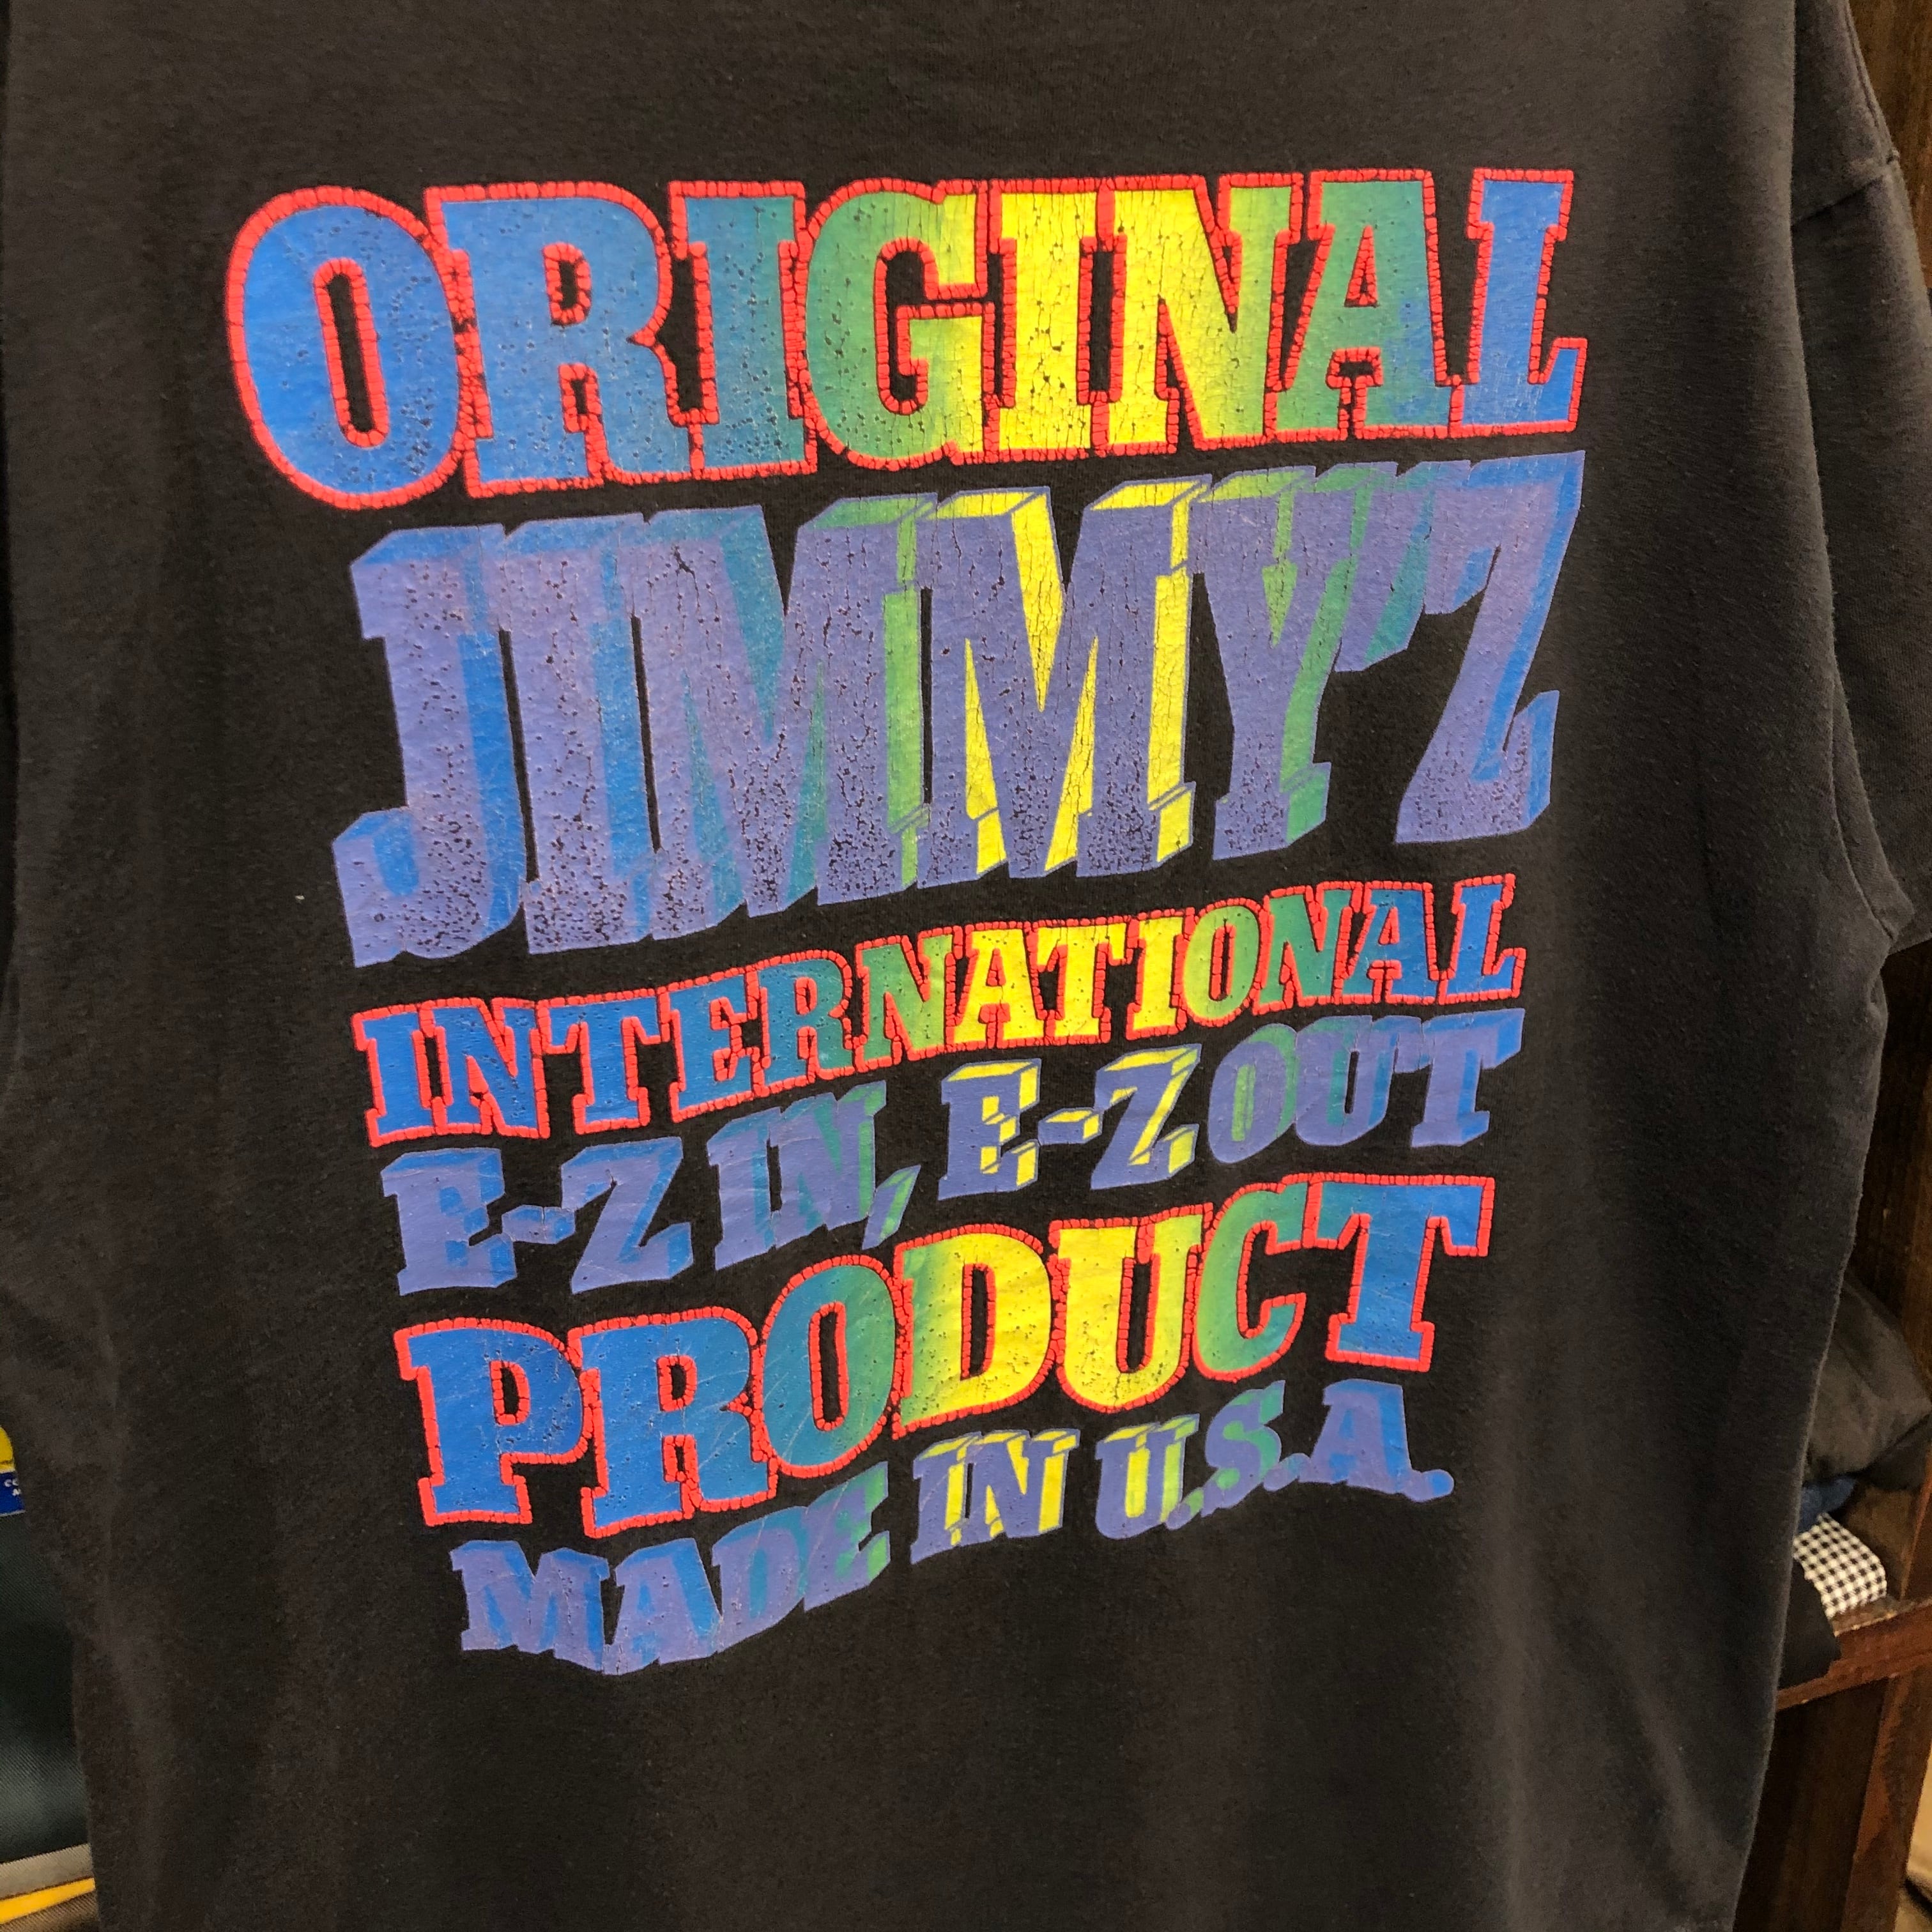 ORIGINAL
JIMMY'Z
INTERNATIONAL
E-Z IN, E-Z OUT
PRODUCT
MADE IN U.S.A.